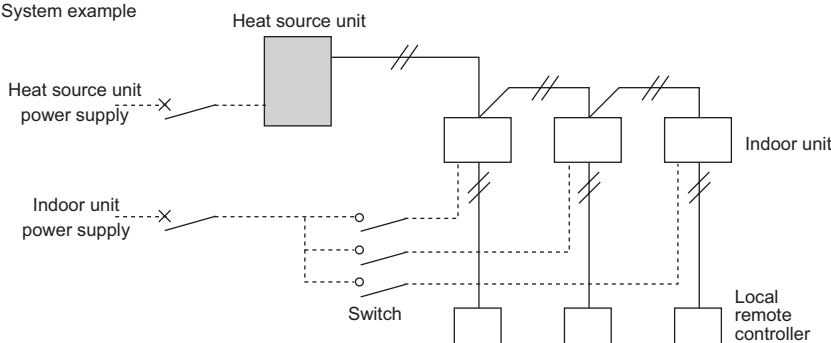 System example
Heat source unit
Heat source unit
power supply
Indoor unit
Indoor unit
power supply
Switch
Local
remote
controller